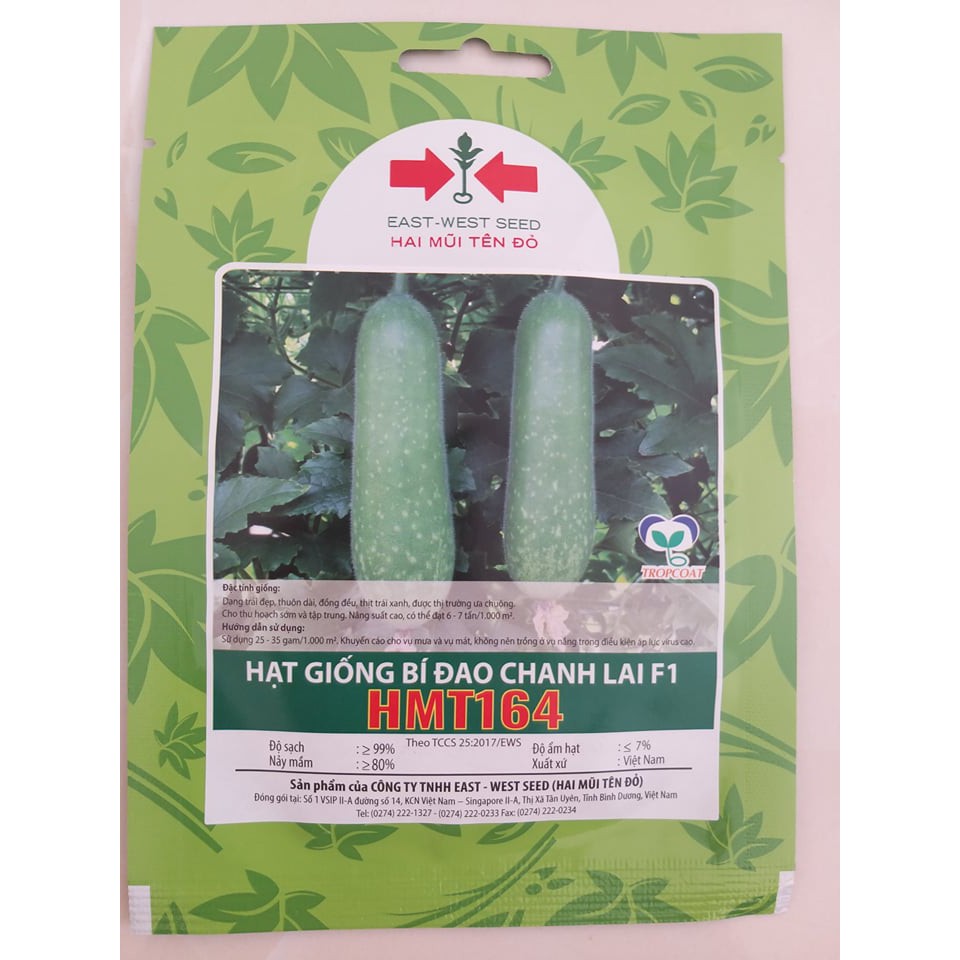 EAST-WEST SEED
HAI MŨI TÊN ĐỎ
TROPCOAT
Đặc tính giống:
Dạng trái đẹp, thuôn dài, đồng đều, thịt trái xanh, được thị trường ưa chuộng.
Cho thu hoạch sớm và tập trung. Năng suất cao, có thể đạt 6 - 7 tấn/1.000 m².
Hướng dẫn sử dụng:
Sử dụng 25 - 35 gam/1.000 m². Khuyến cáo cho vụ mưa và vụ mát, không nên trồng ở vụ nắng trong điều kiện áp lực virus cao.
HẠT GIỐNG BÍ ĐAO CHANH LAI F1
HMT164
Theo TCCS 25:2017/EWS
Độ sạch : ≥ 99% Độ ẩm hạt : ≤ 7%
Nảy mầm : ≥ 80% Xuất xứ : Việt Nam
Sản phẩm của CÔNG TY TNHH EAST - WEST SEED (HAI MŨI TÊN ĐỎ)
Đóng gói tại: Số 1 VSIP II-A đường số 14, KCN Việt Nam – Singapore II-A, Thị Xã Tân Uyên, Tỉnh Bình Dương, Việt Nam
Tel: (0274) 222-1327 - (0274) 222-0233 Fax: (0274) 222-0234